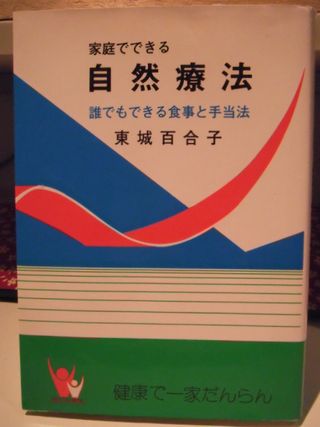 家庭でできる
自然療法
誰でもできる食事と手当法
東城百合子
健康で一家だんらん